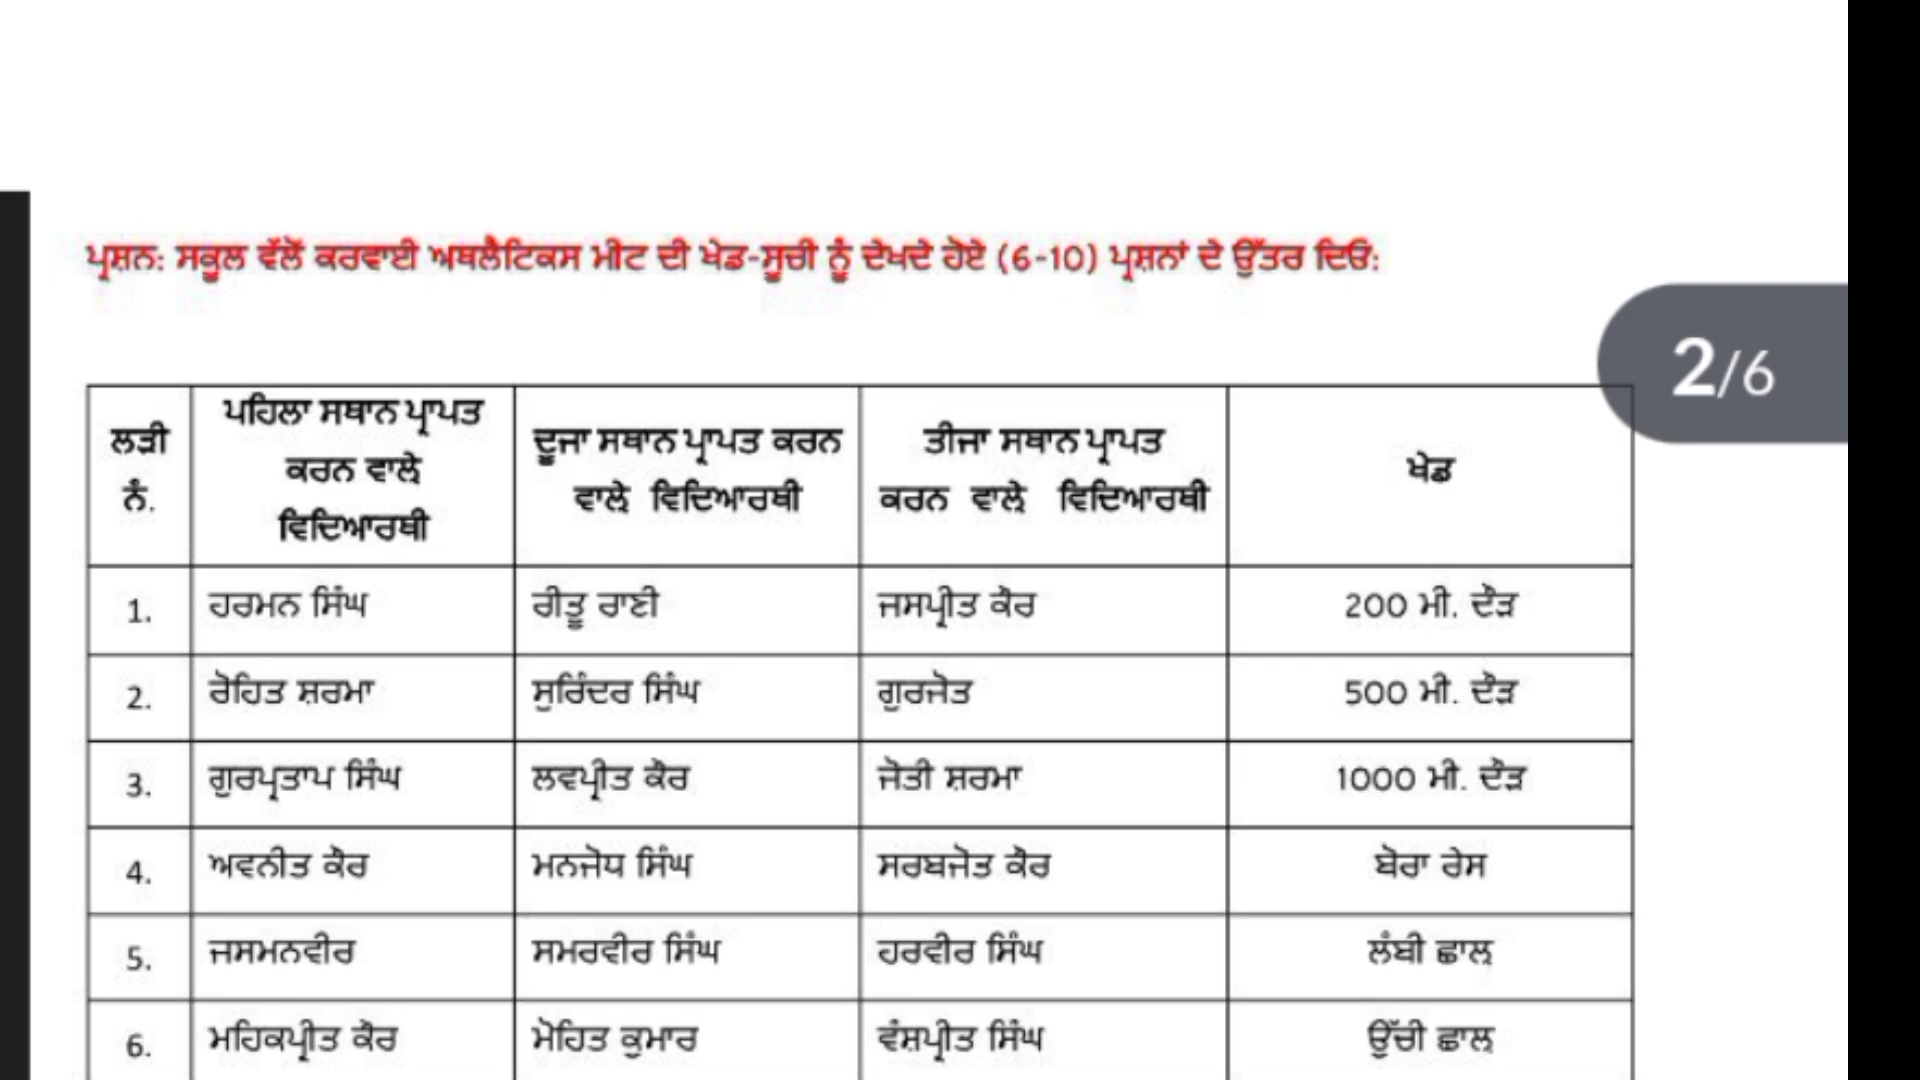 ਪ੍ਰਸ਼ਨ: ਸਕੂਲ ਵੱਲੋਂ ਕਰਵਾਈ ਅਥਲੈਟਿਕਸ ਮੀਟ ਦੀ ਖੇਡ-ਸੂਚੀ ਨੂੰ ਦੇਖਦੇ ਹੋਏ (6-10) ਪ੍ਰਸ਼ਨਾਂ ਦੇ ਉੱਤਰ ਦਿਓ:
2/6
ਲੜੀ ਨੰ. ਪਹਿਲਾ ਸਥਾਨ ਪ੍ਰਾਪਤ ਕਰਨ ਵਾਲੇ ਵਿਦਿਆਰਥੀ ਦੂਜਾ ਸਥਾਨ ਪ੍ਰਾਪਤ ਕਰਨ ਵਾਲੇ ਵਿਦਿਆਰਥੀ ਤੀਜਾ ਸਥਾਨ ਪ੍ਰਾਪਤ ਕਰਨ ਵਾਲੇ ਵਿਦਿਆਰਥੀ ਖੇਡ
1. ਹਰਮਨ ਸਿੰਘ ਰੀਤੂ ਰਾਣੀ ਜਸਪ੍ਰੀਤ ਕੌਰ 200 ਮੀ. ਦੌੜ
2. ਰੋਹਿਤ ਸ਼ਰਮਾ ਸੁਰਿੰਦਰ ਸਿੰਘ ਗੁਰਜੋਤ 500 ਮੀ. ਦੌੜ
3. ਗੁਰਪ੍ਰਤਾਪ ਸਿੰਘ ਲਵਪ੍ਰੀਤ ਕੌਰ ਜੋਤੀ ਸ਼ਰਮਾ 1000 ਮੀ. ਦੌੜ
4. ਅਵਨੀਤ ਕੌਰ ਮਨਜੋਧ ਸਿੰਘ ਸਰਬਜੋਤ ਕੌਰ ਬੋਰਾ ਰੇਸ
5. ਜਸਮਨਵੀਰ ਸਮਰਵੀਰ ਸਿੰਘ ਹਰਵੀਰ ਸਿੰਘ ਲੰਬੀ ਛਾਲ
6. ਮਹਿਕਪ੍ਰੀਤ ਕੌਰ ਮੋਹਿਤ ਕੁਮਾਰ ਵੰਸ਼ਪ੍ਰੀਤ ਸਿੰਘ ਉੱਚੀ ਛਾਲ